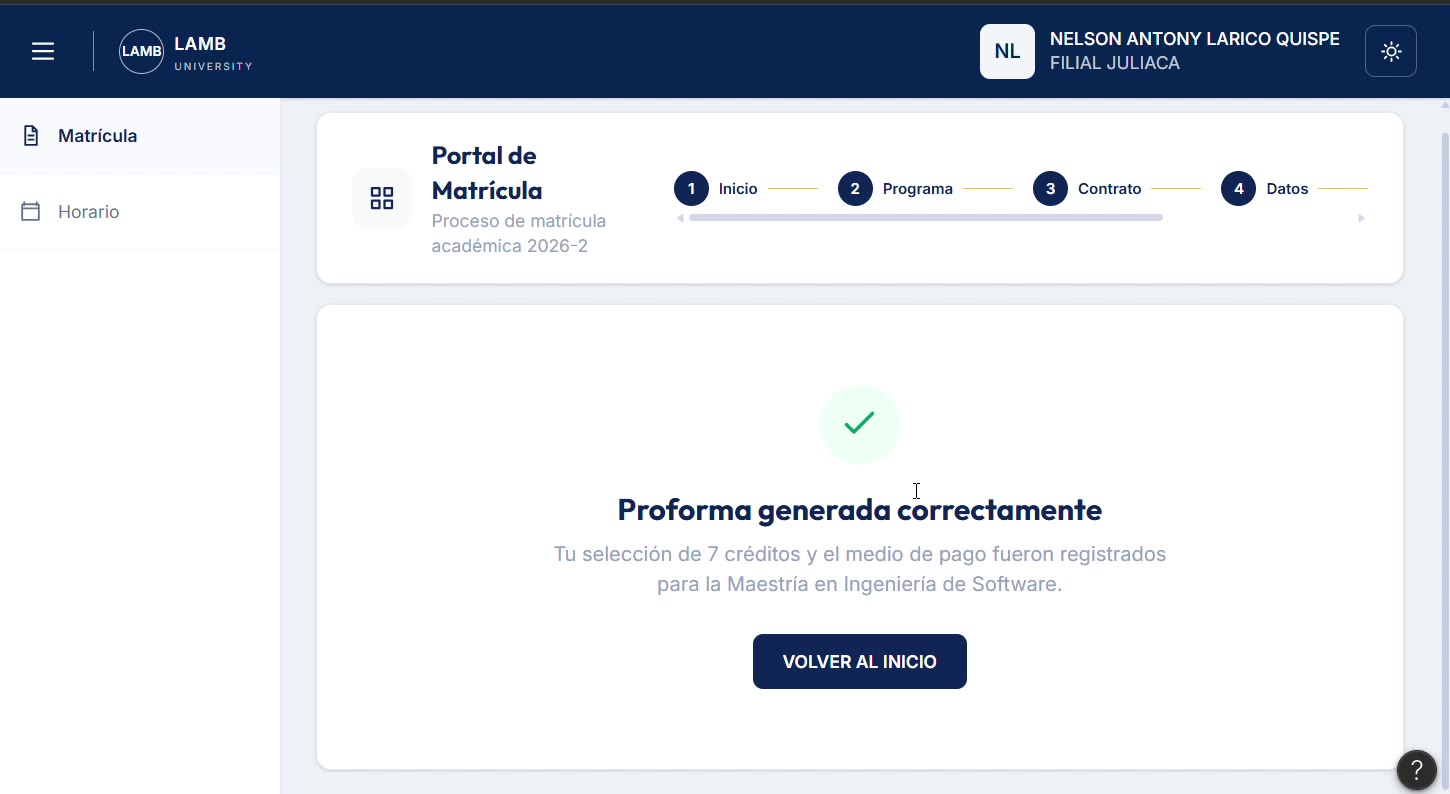 LAMB
LAMB
UNIVERSITY
NL
NELSON ANTONY LARICO QUISPE
FILIAL JULIACA
Matrícula
Horario
Portal de
Matrícula
Proceso de matrícula
académica 2026-2
1 Inicio
2 Programa
3 Contrato
4 Datos
Proforma generada correctamente
Tu selección de 7 créditos y el medio de pago fueron registrados
para la Maestría en Ingeniería de Software.
VOLVER AL INICIO
?